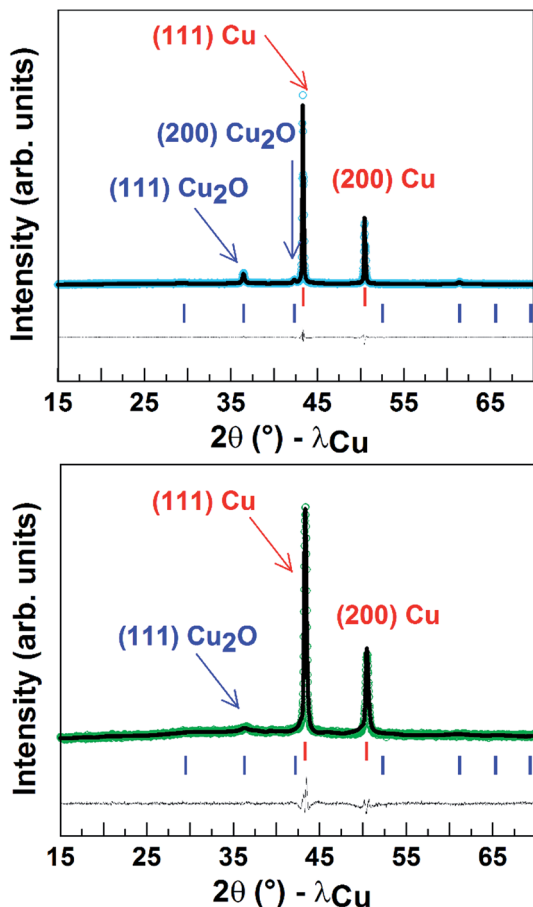 (111) Cu
(200) Cu₂O
(111) Cu₂O
(200) Cu
Intensity (arb. units)
15 25 35 45 55 65
2θ (°) - λCu
(111) Cu
(200) Cu
(111) Cu₂O
Intensity (arb. units)
15 25 35 45 55 65
2θ (°) - λCu